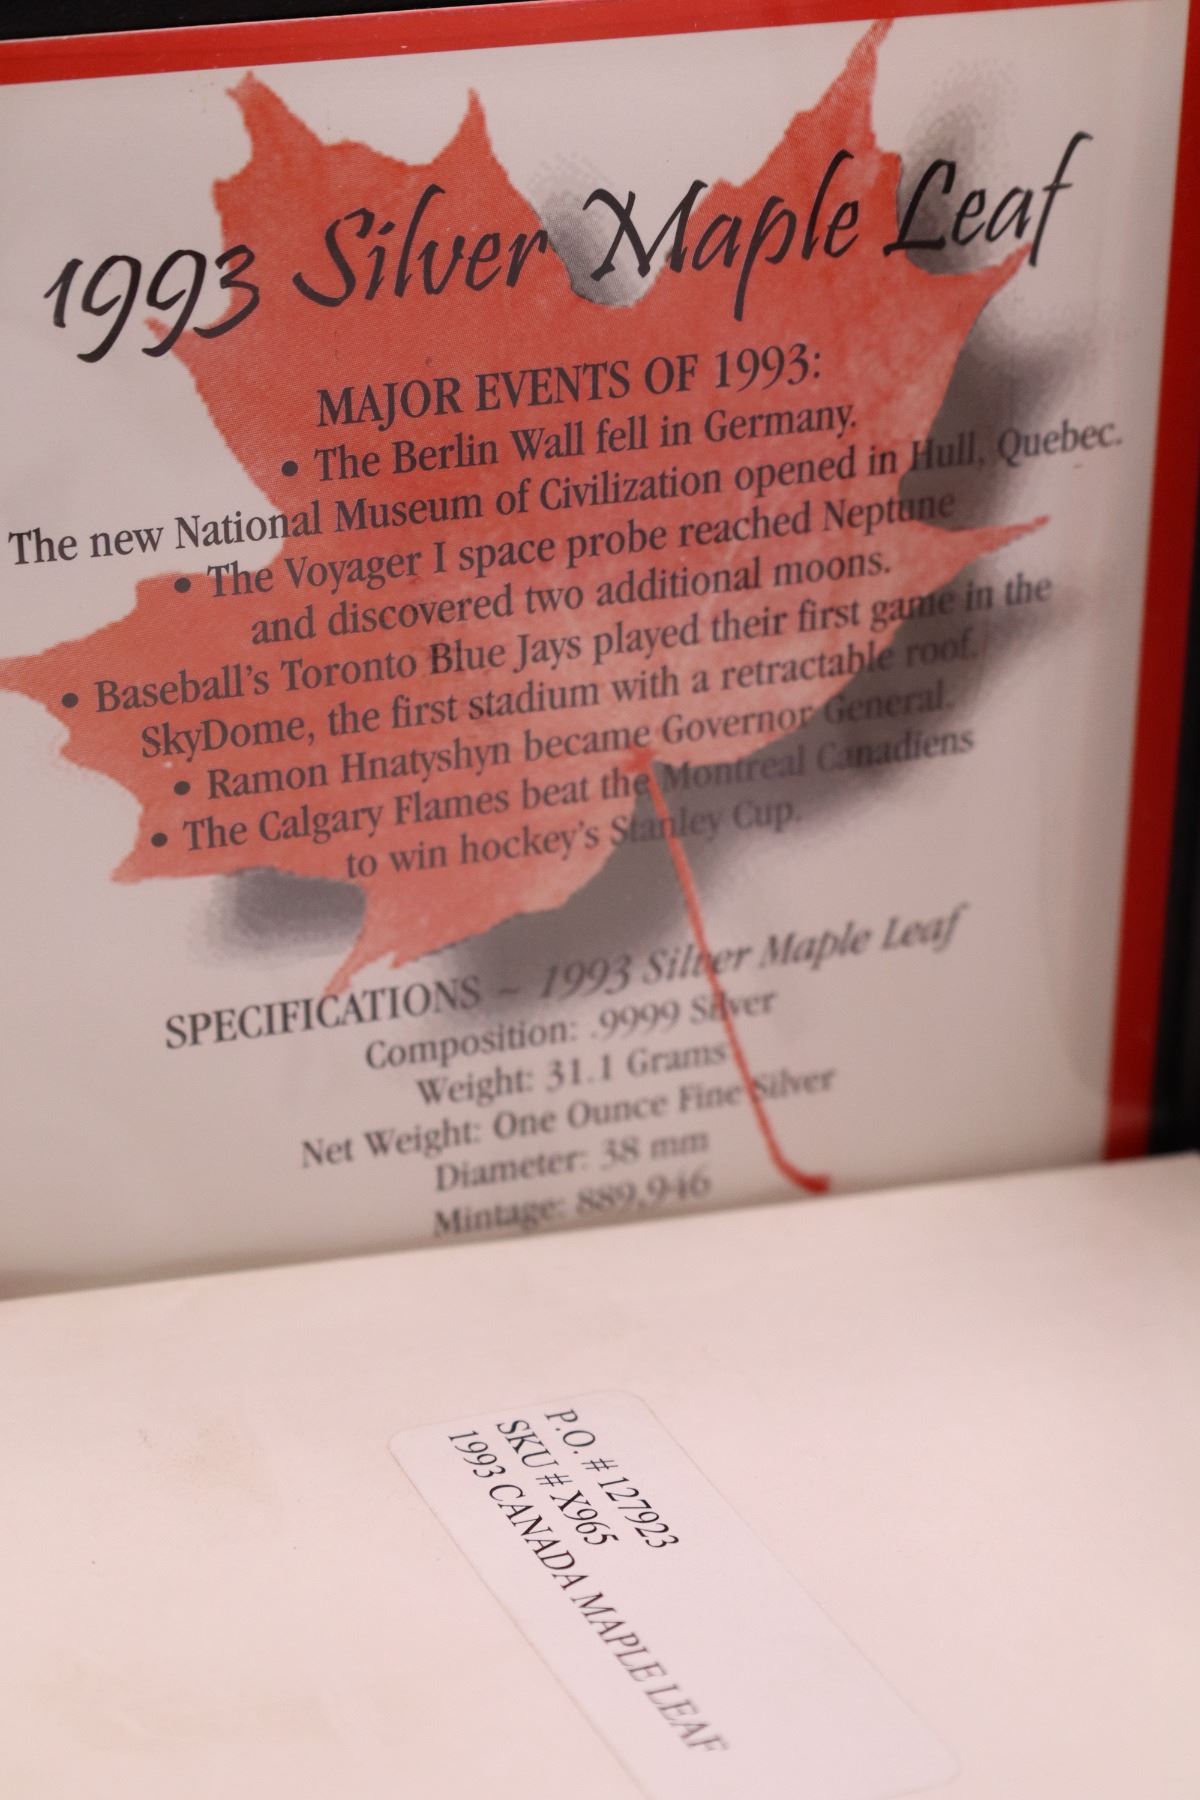 1993 Silver Maple Leaf
MAJOR EVENTS OF 1993:
• The Berlin Wall fell in Germany.
The new National Museum of Civilization opened in Hull, Quebec.
• The Voyager I space probe reached Neptune
and discovered two additional moons.
• Baseball's Toronto Blue Jays played their first game in the
SkyDome, the first stadium with a retractable roof.
• Ramon Hnatyshyn became Governor General.
• The Calgary Flames beat the Montreal Canadiens
to win hockey's Stanley Cup.
SPECIFICATIONS ~ 1993 Silver Maple Leaf
Composition: .9999 Silver
Weight: 31.1 Grams
Net Weight: One Ounce Fine Silver
Diameter: 38 mm
Mintage: 889,946
P.O. # 127923
SKU # X965
1993 CANADA MAPLE LEAF